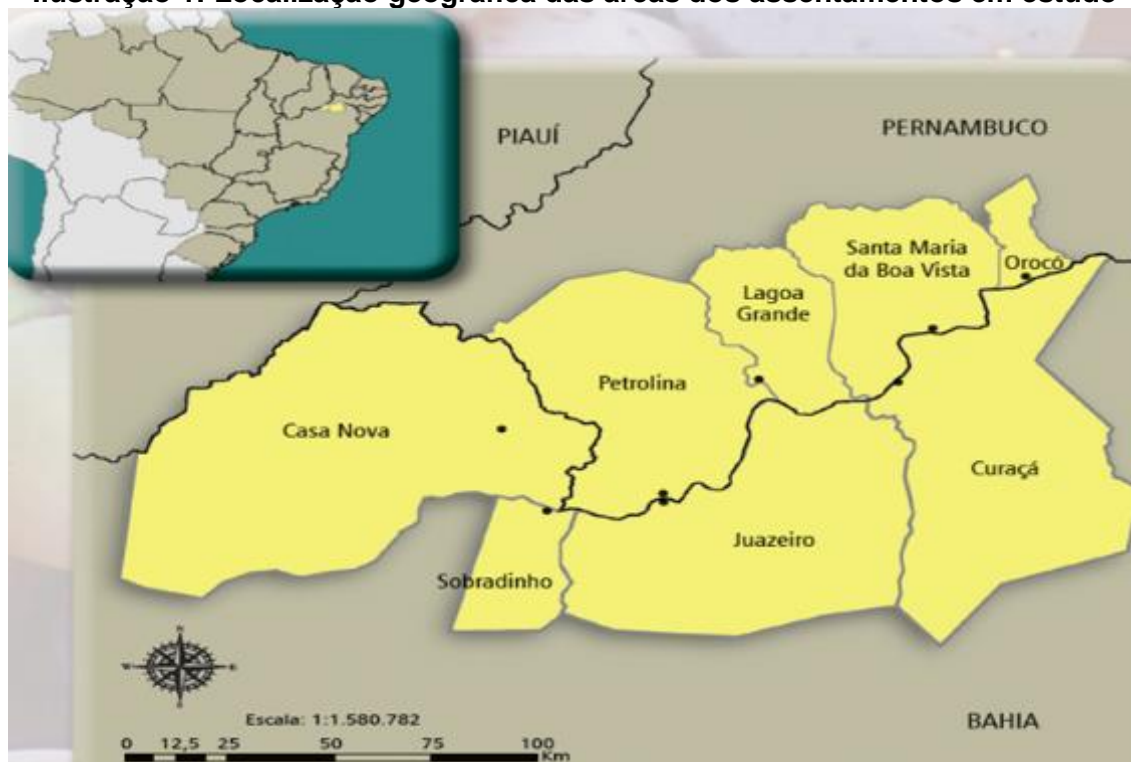 Ilustração 1: Localização geográfica das áreas dos assentamentos em estudo
PIAUÍ
PERNAMBUCO
Santa Maria
da Boa Vista
Orocó
Lagoa
Grande
Petrolina
Casa Nova
Curaçá
Juazeiro
Sobradinho
N
W
E
S
Escala: 1:1.580.782
BAHIA
0 12,5 25 50 75 100
Km